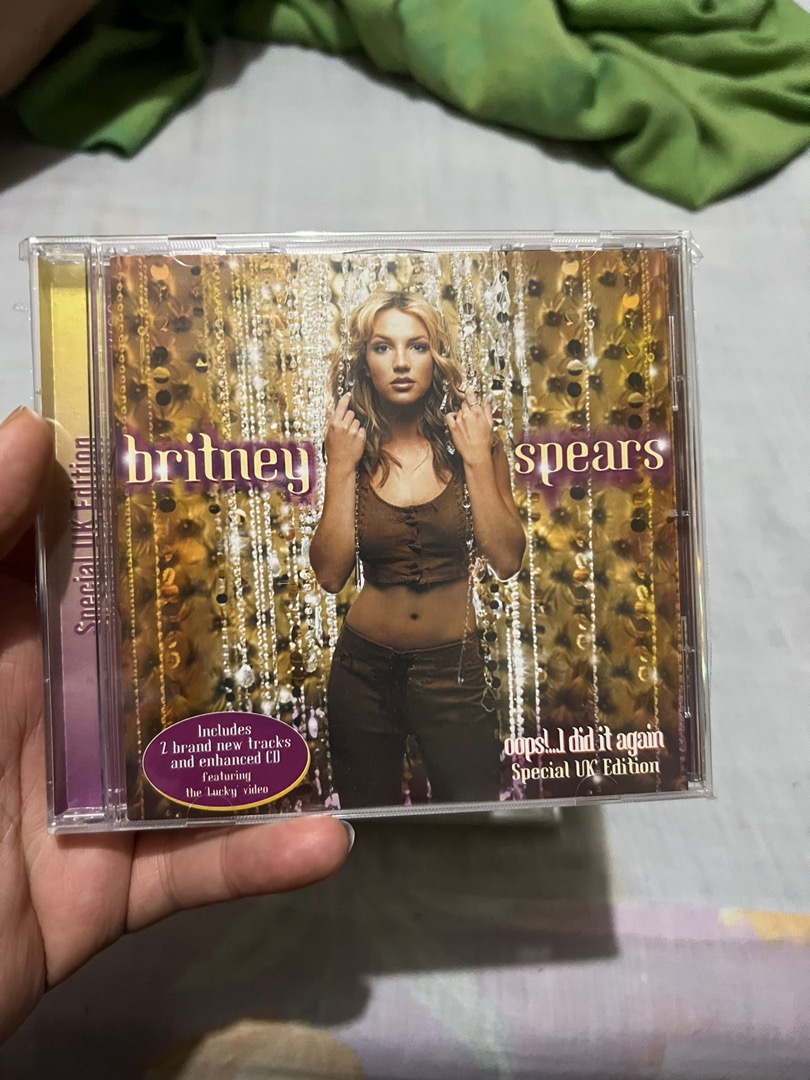 Special UK Edition
britney spears
Includes
2 brand new tracks
and enhanced CD
featuring
the 'Lucky' video
oops!...I did it again
Special UK Edition